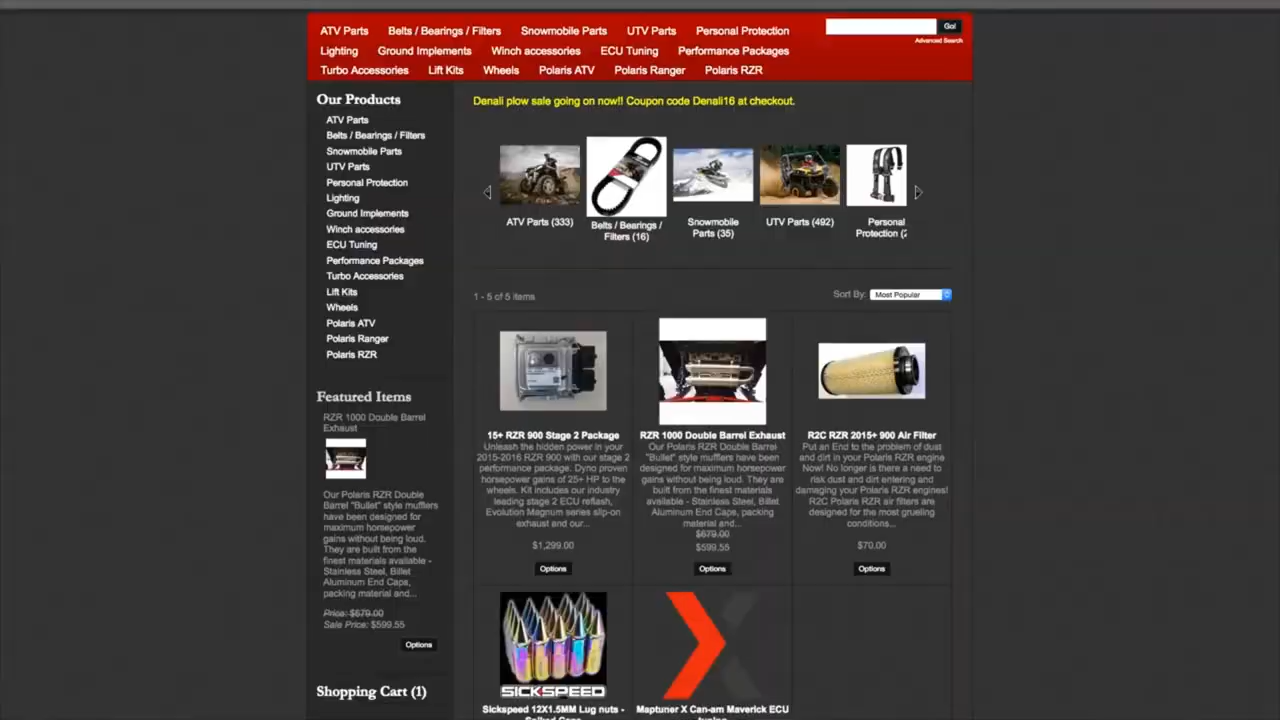 ATV Parts Belts / Bearings / Filters Snowmobile Parts UTV Parts Personal Protection
Lighting Ground Implements Winch accessories ECU Tuning Performance Packages
Turbo Accessories Lift Kits Wheels Polaris ATV Polaris Ranger Polaris RZR
Go!
Advanced Search
Our Products
ATV Parts
Belts / Bearings / Filters
Snowmobile Parts
UTV Parts
Personal Protection
Lighting
Ground Implements
Winch accessories
ECU Tuning
Performance Packages
Turbo Accessories
Lift Kits
Wheels
Polaris ATV
Polaris Ranger
Polaris RZR
Featured Items
RZR 1000 Double Barrel
Exhaust
Our Polaris RZR Double
Barrel "Bullet" style mufflers
have been designed for
maximum horsepower
gains without being loud.
They are built from the
finest materials available -
Stainless Steel, Billet
Aluminum End Caps,
packing material and...
Price: $679.00
Sale Price: $599.55
Options
Shopping Cart (1)
Denali plow sale going on now!! Coupon code Denali16 at checkout.
ATV Parts (333)
Belts / Bearings /
Filters (16)
Snowmobile
Parts (35)
UTV Parts (492)
Personal
Protection (2
1 - 5 of 5 items
Sort By: Most Popular
15+ RZR 900 Stage 2 Package
Unleash the hidden power in your
2015-2016 RZR 900 with our stage 2
performance package. Dyno proven
horsepower gains of 25+ HP to the
wheels. Kit includes our industry
leading stage 2 ECU reflash,
Evolution Magnum series slip-on
exhaust and our...
$1,299.00
Options
RZR 1000 Double Barrel Exhaust
Our Polaris RZR Double Barrel
"Bullet" style mufflers have been
designed for maximum horsepower
gains without being loud. They are
built from the finest materials
available - Stainless Steel, Billet
Aluminum End Caps, packing
material and...
$679.00
$599.55
Options
R2C RZR 2015+ 900 Air Filter
Put an End to the problem of dust
and dirt in your Polaris RZR engine
Now! No longer is there a need to
risk dust and dirt entering and
damaging your Polaris RZR engines!
R2C Polaris RZR air filters are
designed for the most grueling
conditions...
$70.00
Options
SICKSPEED
Sickspeed 12X1.5MM Lug nuts -
Spiked Caps
Maptuner X Can-am Maverick ECU
tuning